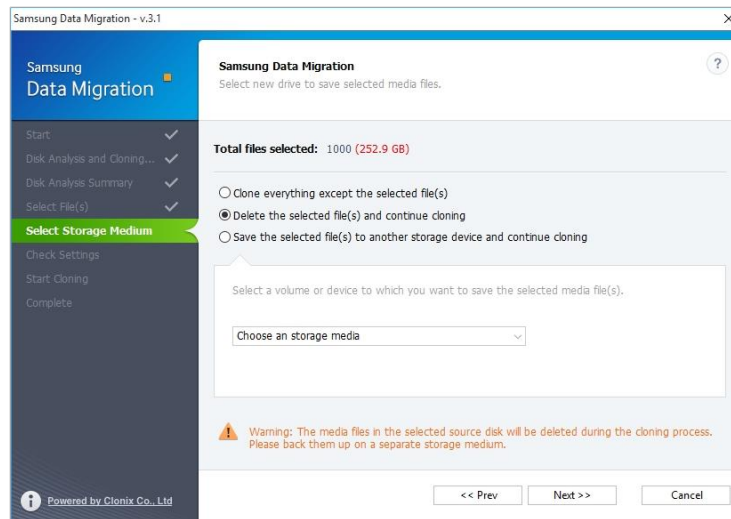 Samsung Data Migration - v.3.1
Samsung
Data Migration
Samsung Data Migration
Select new drive to save selected media files.
?
Start
Disk Analysis and Cloning...
Disk Analysis Summary
Select File(s)
Select Storage Medium
Check Settings
Start Cloning
Complete
Total files selected: 1000 (252.9 GB)
Clone everything except the selected file(s)
Delete the selected file(s) and continue cloning
Save the selected file(s) to another storage device and continue cloning
Select a volume or device to which you want to save the selected media file(s).
Choose an storage media
Warning: The media files in the selected source disk will be deleted during the cloning process.
Please back them up on a separate storage medium.
Powered by Clonix Co., Ltd
<< Prev
Next >>
Cancel